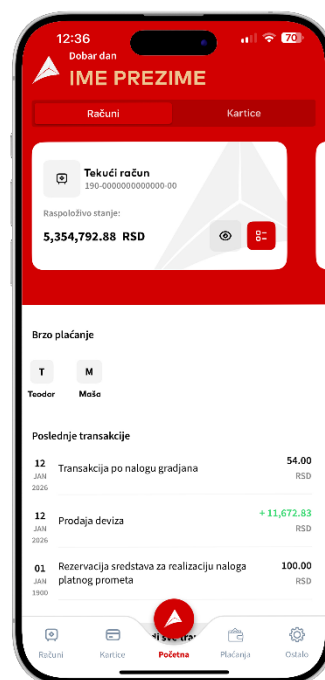 12:36
70
Dobar dan
IME PREZIME
Računi
Kartice
Tekući račun
190-0000000000000-00
Raspoloživo stanje:
5,354,792.88 RSD
Brzo plaćanje
T
M
Teodor
Maša
Poslednje transakcije
12 JAN 2026
Transakcija po nalogu gradjana
54.00 RSD
12 JAN 2026
Prodaja deviza
+ 11,672.83 RSD
01 JAN 1900
Rezervacija sredstava za realizaciju naloga
platnog prometa
100.00 RSD
Računi
Kartice
Početna
Plaćanja
Ostalo